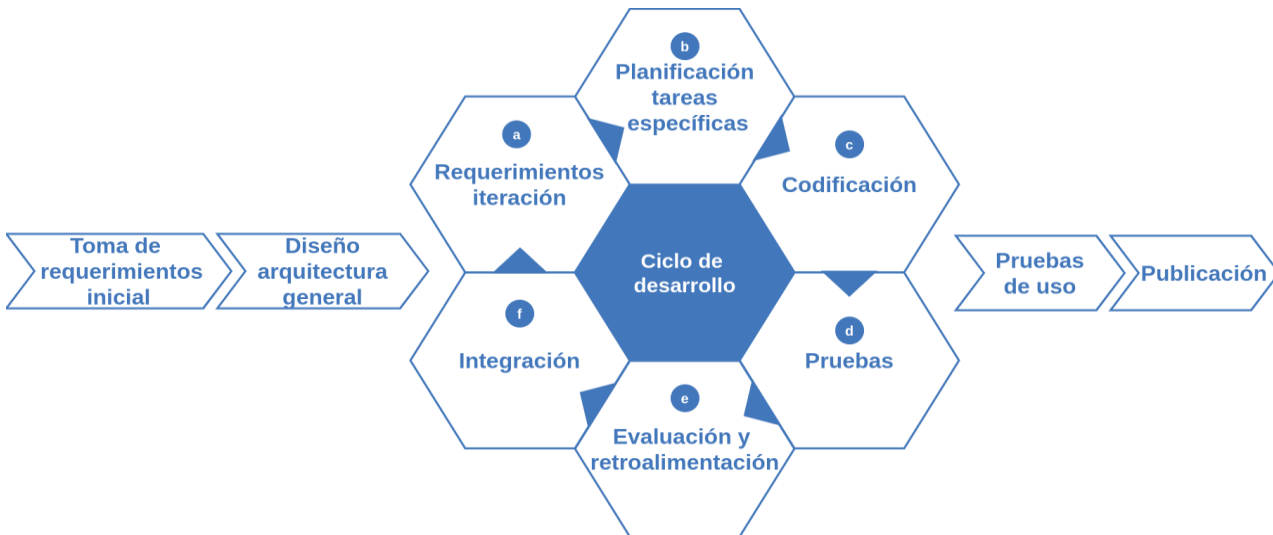 Toma de
requerimientos
inicial
Diseño
arquitectura
general
a
Requerimientos
iteración
b
Planificación
tareas
específicas
c
Codificación
d
Pruebas
e
Evaluación y
retroalimentación
f
Integración
Ciclo de
desarrollo
Pruebas
de uso
Publicación